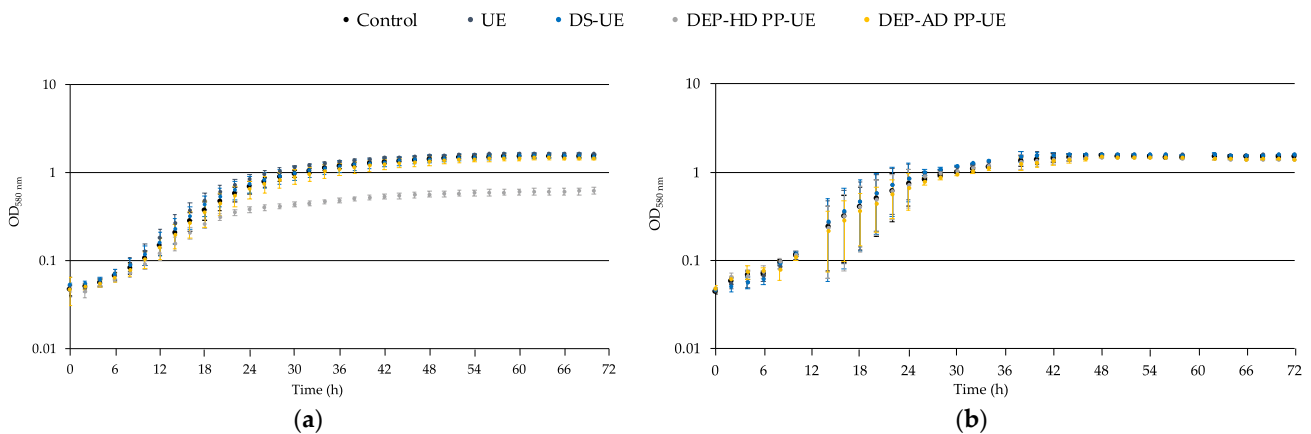 Control UE DS-UE DEP-HD PP-UE DEP-AD PP-UE
10
1
0.1
0.01
OD580 nm
0 6 12 18 24 30 36 42 48 54 60 66 72
Time (h)
(a)
10
1
0.1
0.01
OD580 nm
0 6 12 18 24 30 36 42 48 54 60 66 72
Time (h)
(b)